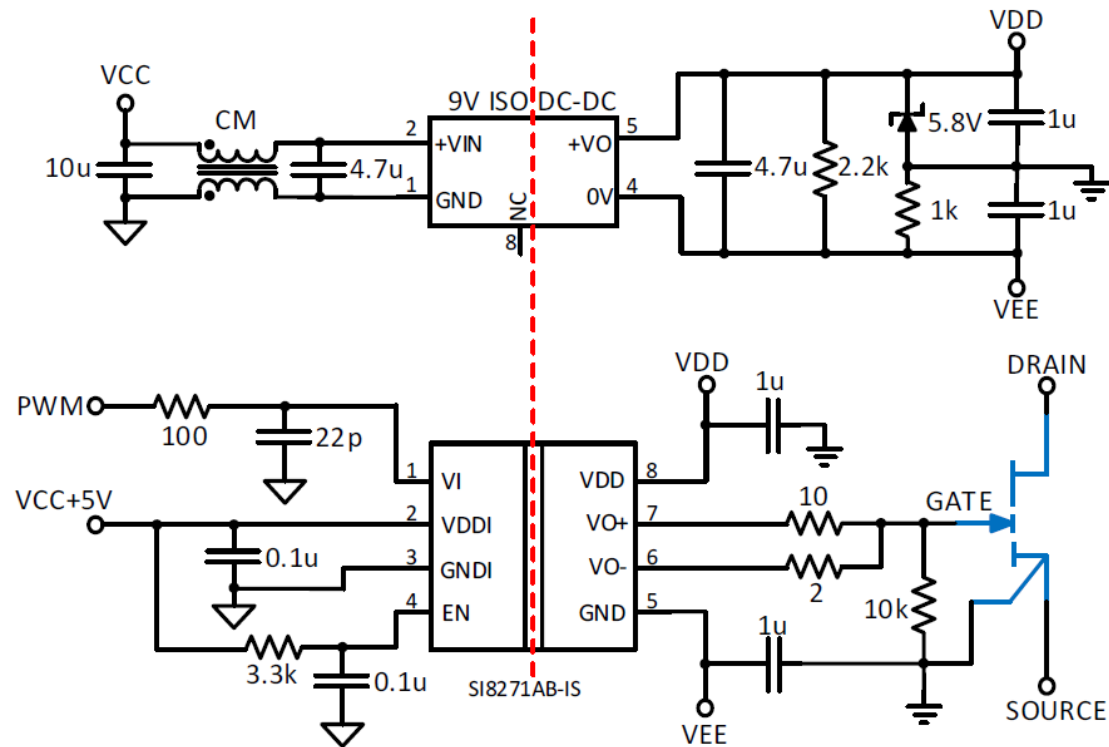 VDD
VCC
9V ISO DC-DC
CM
5
2
+VIN
+VO
5.8V
1u
10u
4.7u
4.7u
2.2k
1
GND
0V
4
NC
1k
1u
8
VEE
VDD
DRAIN
1u
PWM
100
22p
1
VI
VDD
8
10
GATE
VCC+5V
2
VDDI
VO+
7
0.1u
3
GNDI
VO-
6
2
4
EN
GND
5
10k
1u
3.3k
0.1u
SI8271AB-IS
VEE
SOURCE